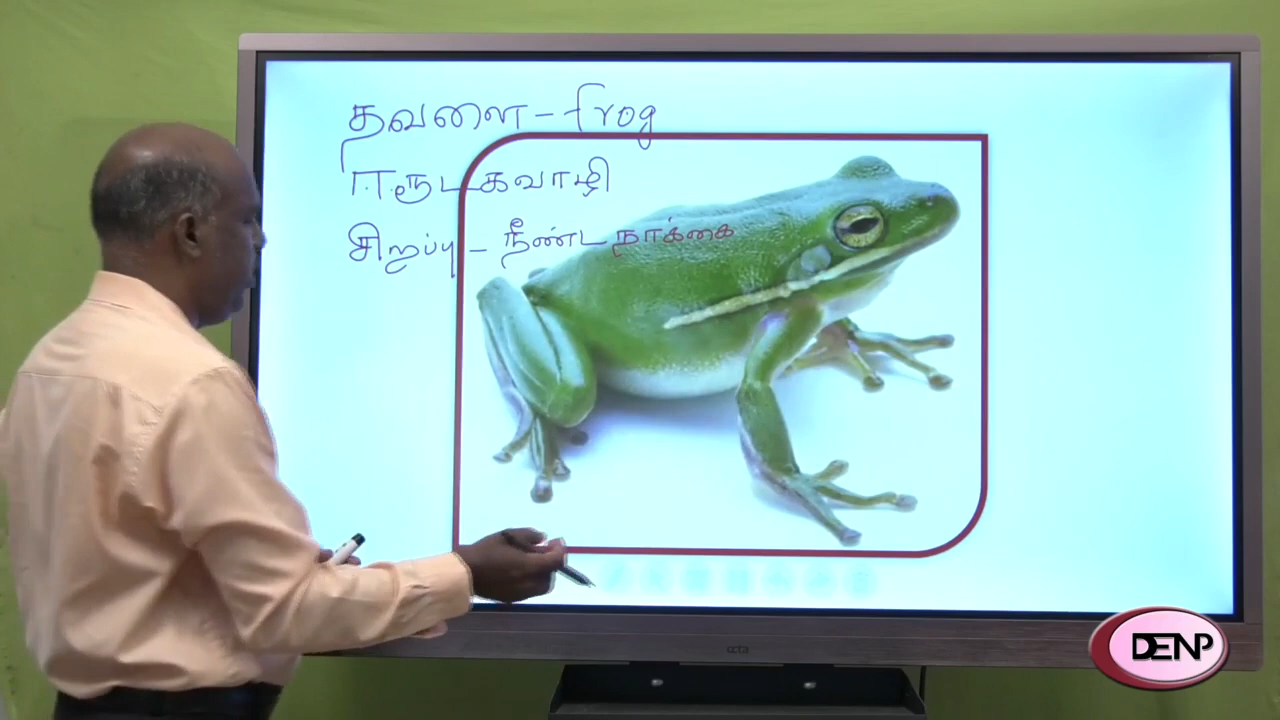 தவளை - frog
ஈரூடகவாழி
சிறப்பு - நீண்ட நாக்கை
DENP